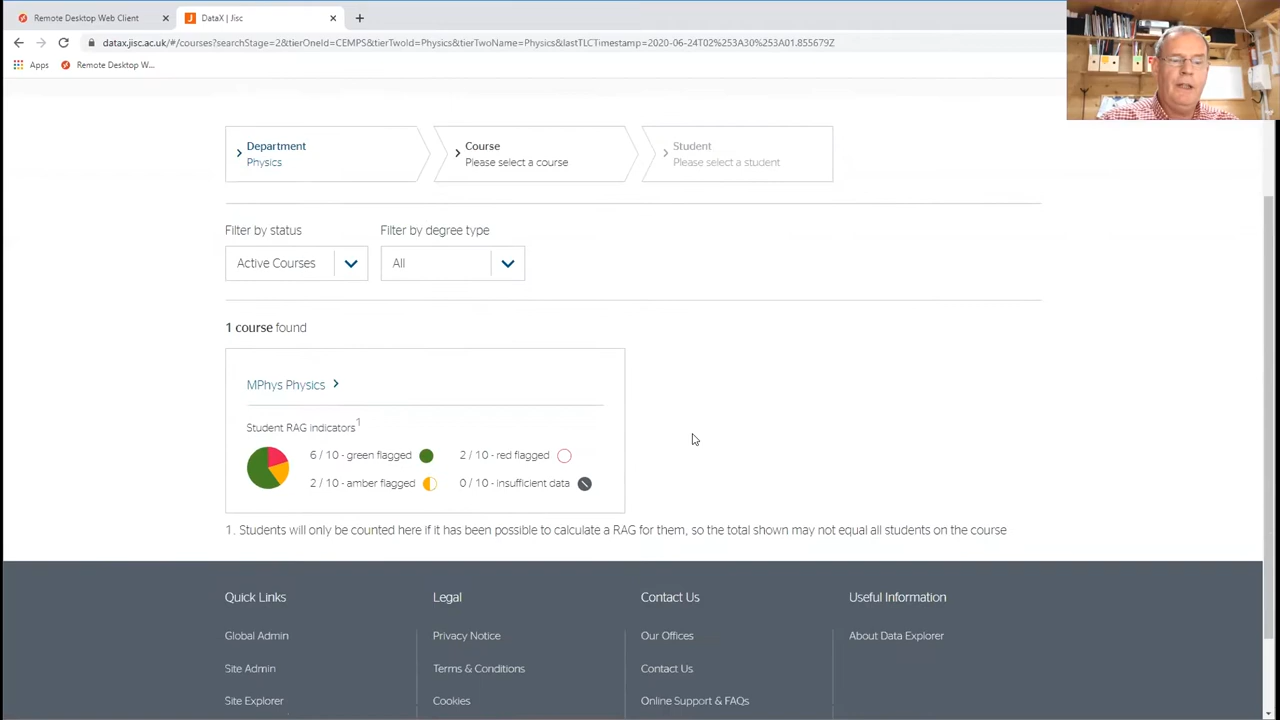 Remote Desktop Web Client
DataX | Jisc
datax.jisc.ac.uk/#/courses?searchStage=2&tierOneId=CEMPS&tierTwoId=Physics&tierTwoName=Physics&lastTLCTimestamp=2020-06-24T02%253A30%253A01.855679Z
Apps Remote Desktop W...
Department
Physics
Course
Please select a course
Student
Please select a student
Filter by status
Active Courses
Filter by degree type
All
1 course found
MPhys Physics
Student RAG indicators1
6 / 10 - green flagged
2 / 10 - red flagged
2 / 10 - amber flagged
0 / 10 - insufficient data
1. Students will only be counted here if it has been possible to calculate a RAG for them, so the total shown may not equal all students on the course
Quick Links
Global Admin
Site Admin
Site Explorer
Legal
Privacy Notice
Terms & Conditions
Cookies
Contact Us
Our Offices
Contact Us
Online Support & FAQs
Useful Information
About Data Explorer